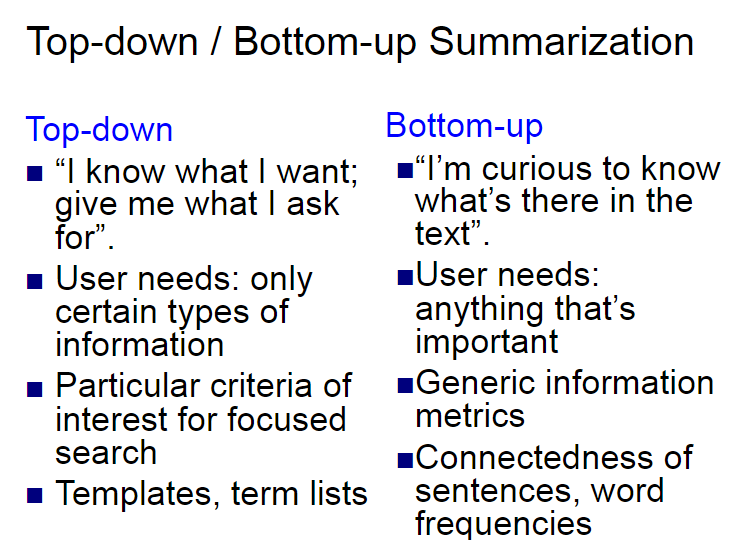 Top-down / Bottom-up Summarization
Top-down
■ “I know what I want;
give me what I ask
for”.
■ User needs: only
certain types of
information
■ Particular criteria of
interest for focused
search
■ Templates, term lists
Bottom-up
■“I’m curious to know
what’s there in the
text”.
■User needs:
anything that’s
important
■Generic information
metrics
■Connectedness of
sentences, word
frequencies